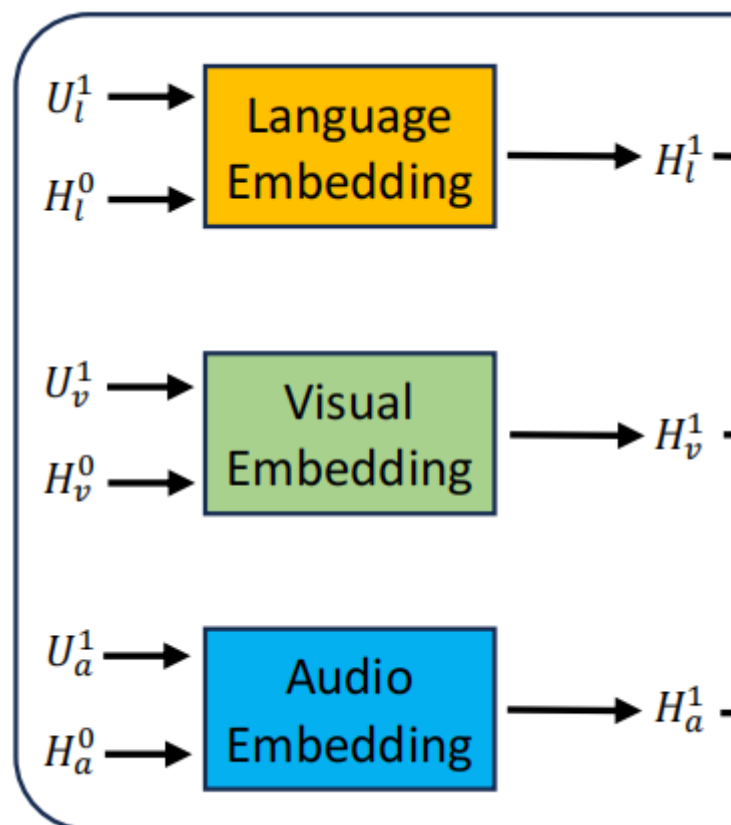 U_l^1
Language
Embedding
H_l^0
H_l^1
U_v^1
Visual
Embedding
H_v^0
H_v^1
U_a^1
Audio
Embedding
H_a^0
H_a^1